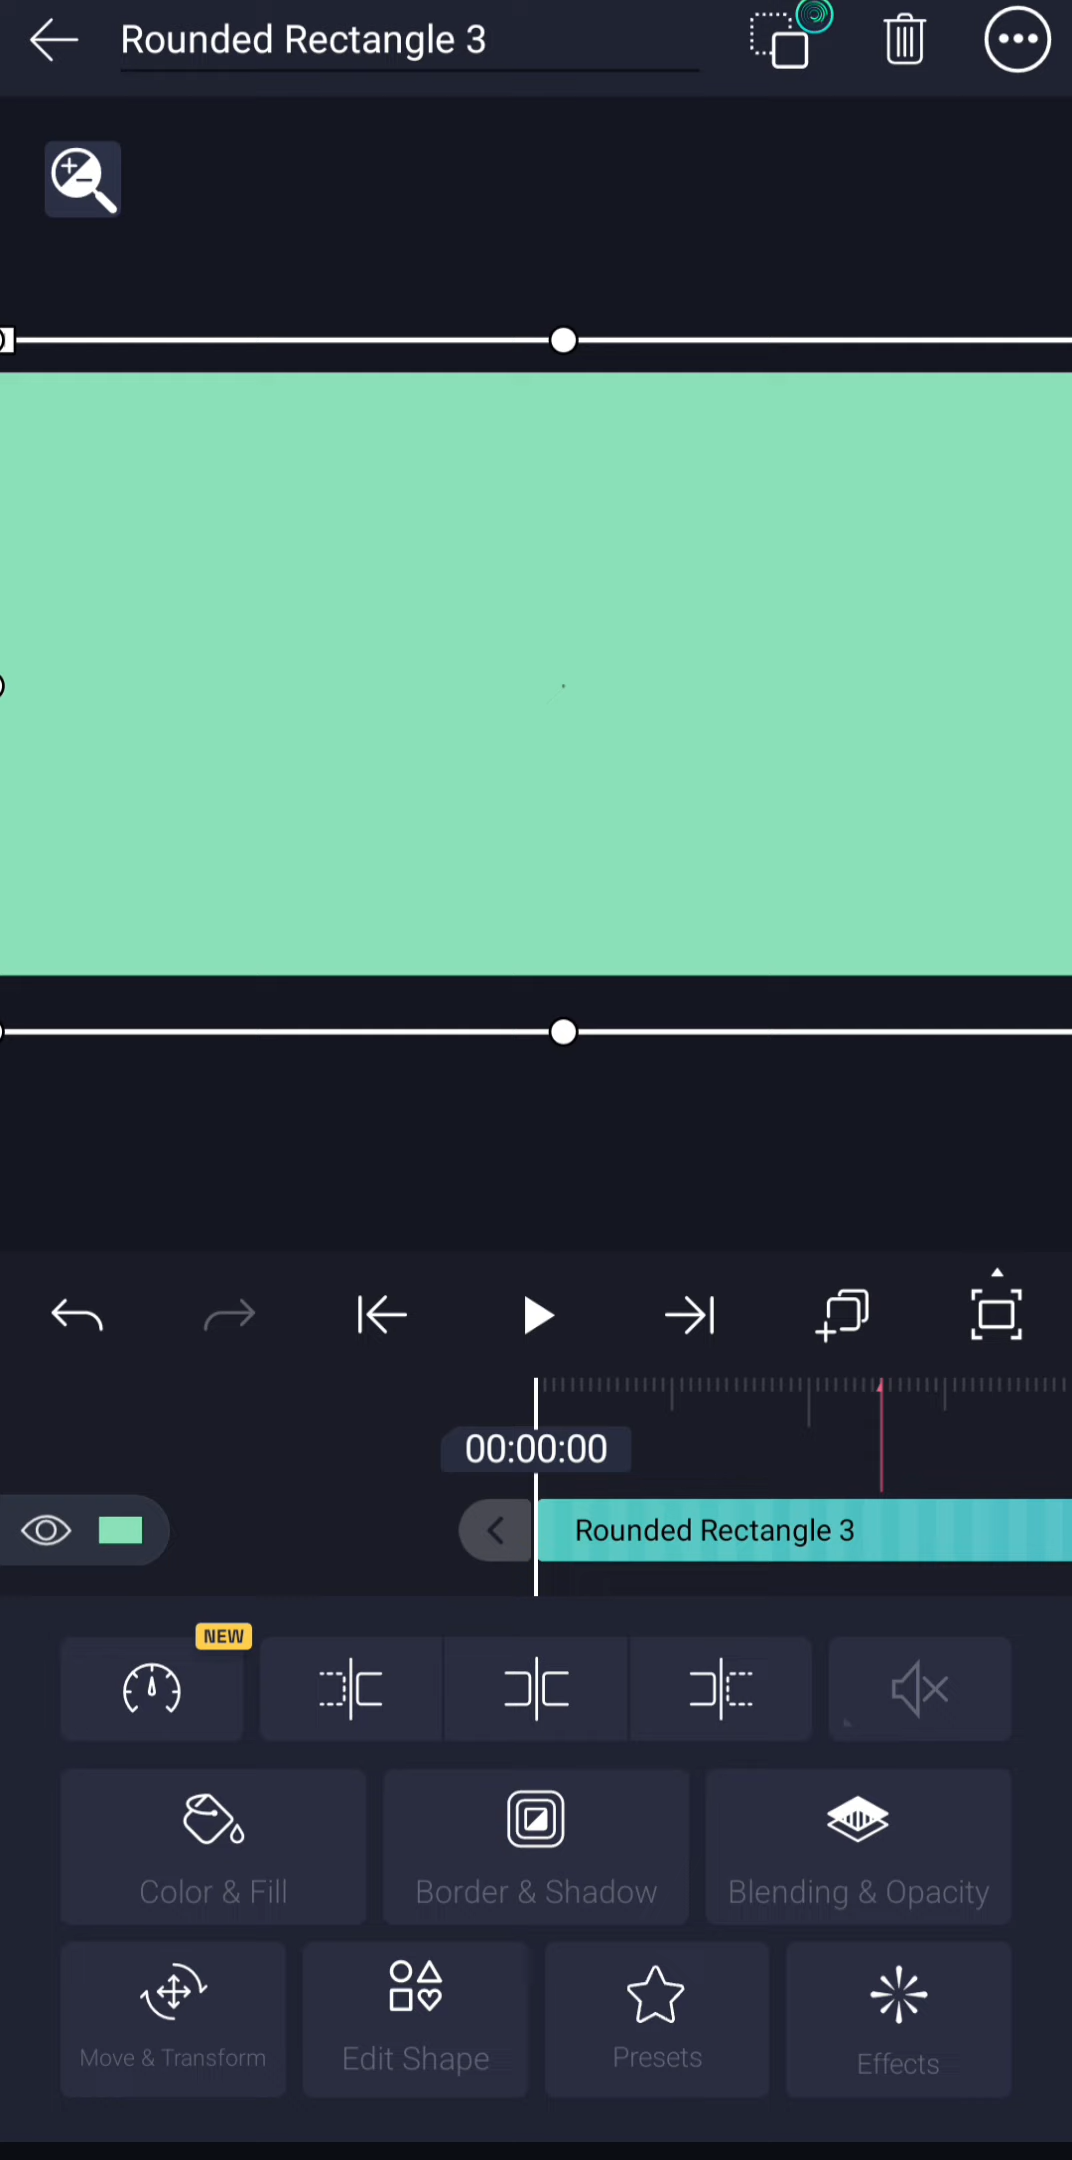 Rounded Rectangle 3
00:00:00
Rounded Rectangle 3
NEW
Color & Fill
Border & Shadow
Blending & Opacity
Move & Transform
Edit Shape
Presets
Effects